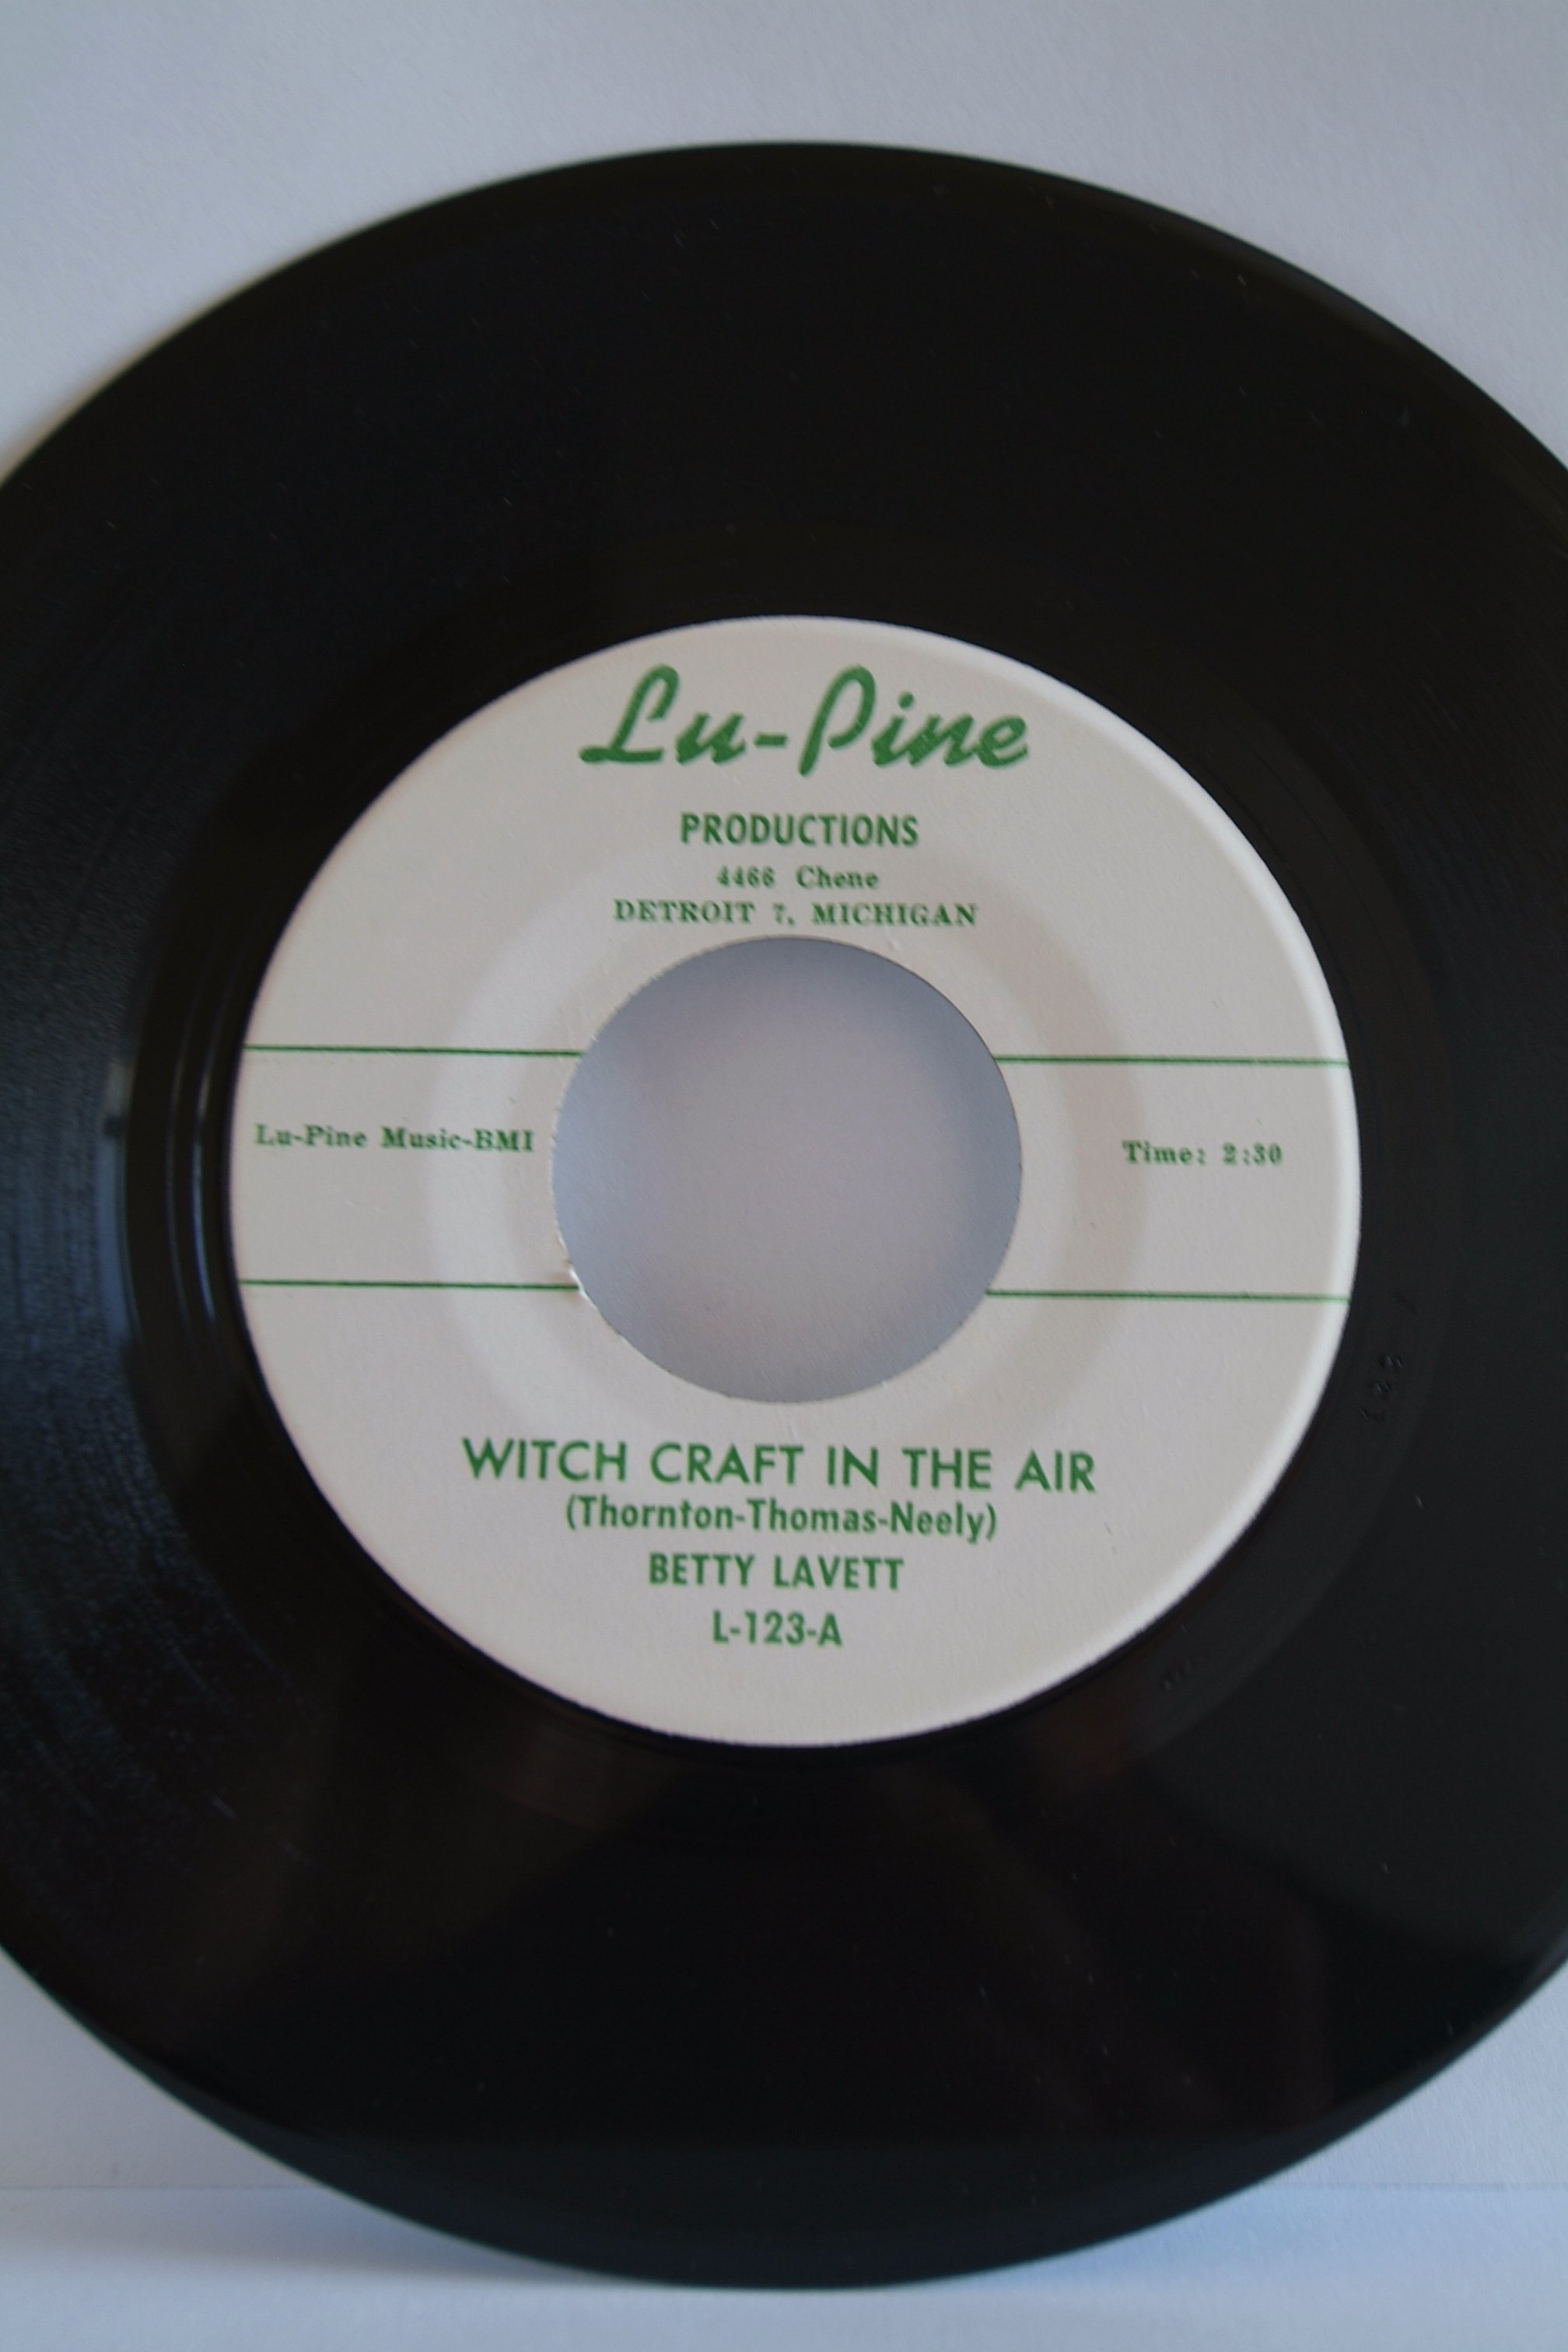 Lu-Pine
PRODUCTIONS
4466 Chene
DETROIT 7, MICHIGAN
Lu-Pine Music-BMI
Time: 2:30
WITCH CRAFT IN THE AIR
(Thornton-Thomas-Neely)
BETTY LAVETT
L-123-A